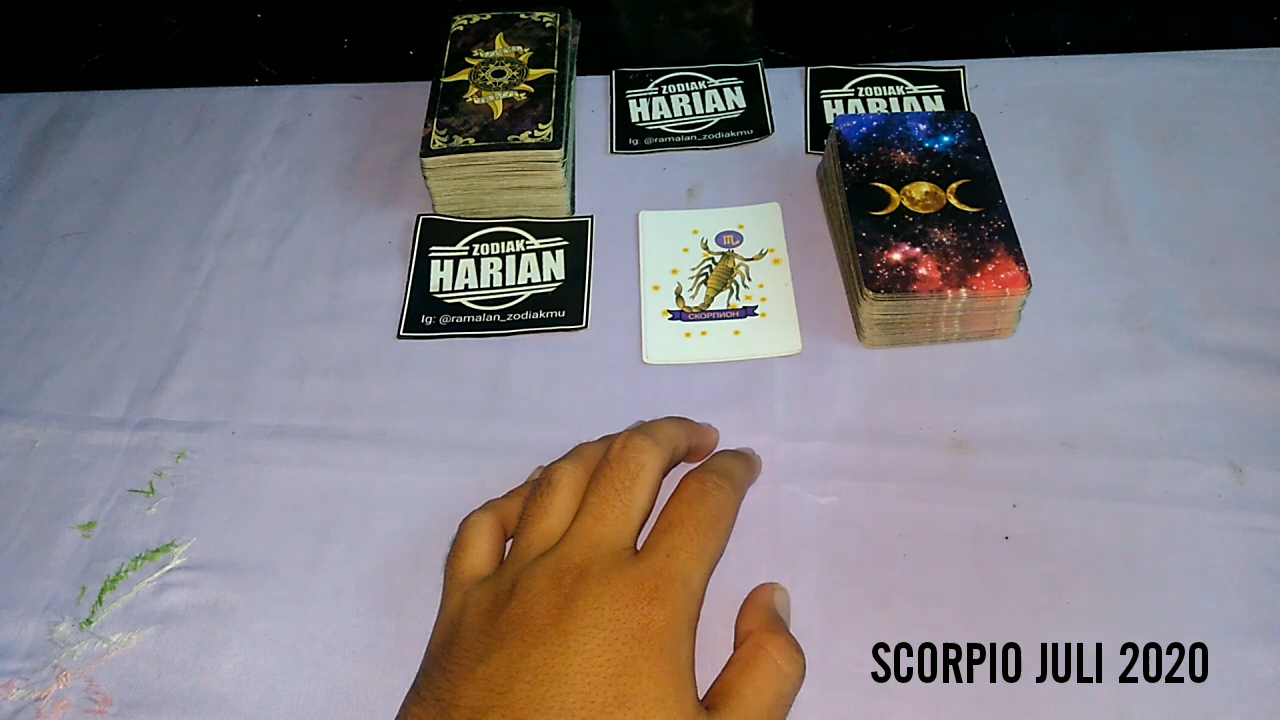 ZODIAK
HARIAN
Ig: @ramalan_zodiakmu
ZODIAK
HARIAN
ZODIAK
HARIAN
Ig: @ramalan_zodiakmu
♏
СКОРПИОН
SCORPIO JULI 2020